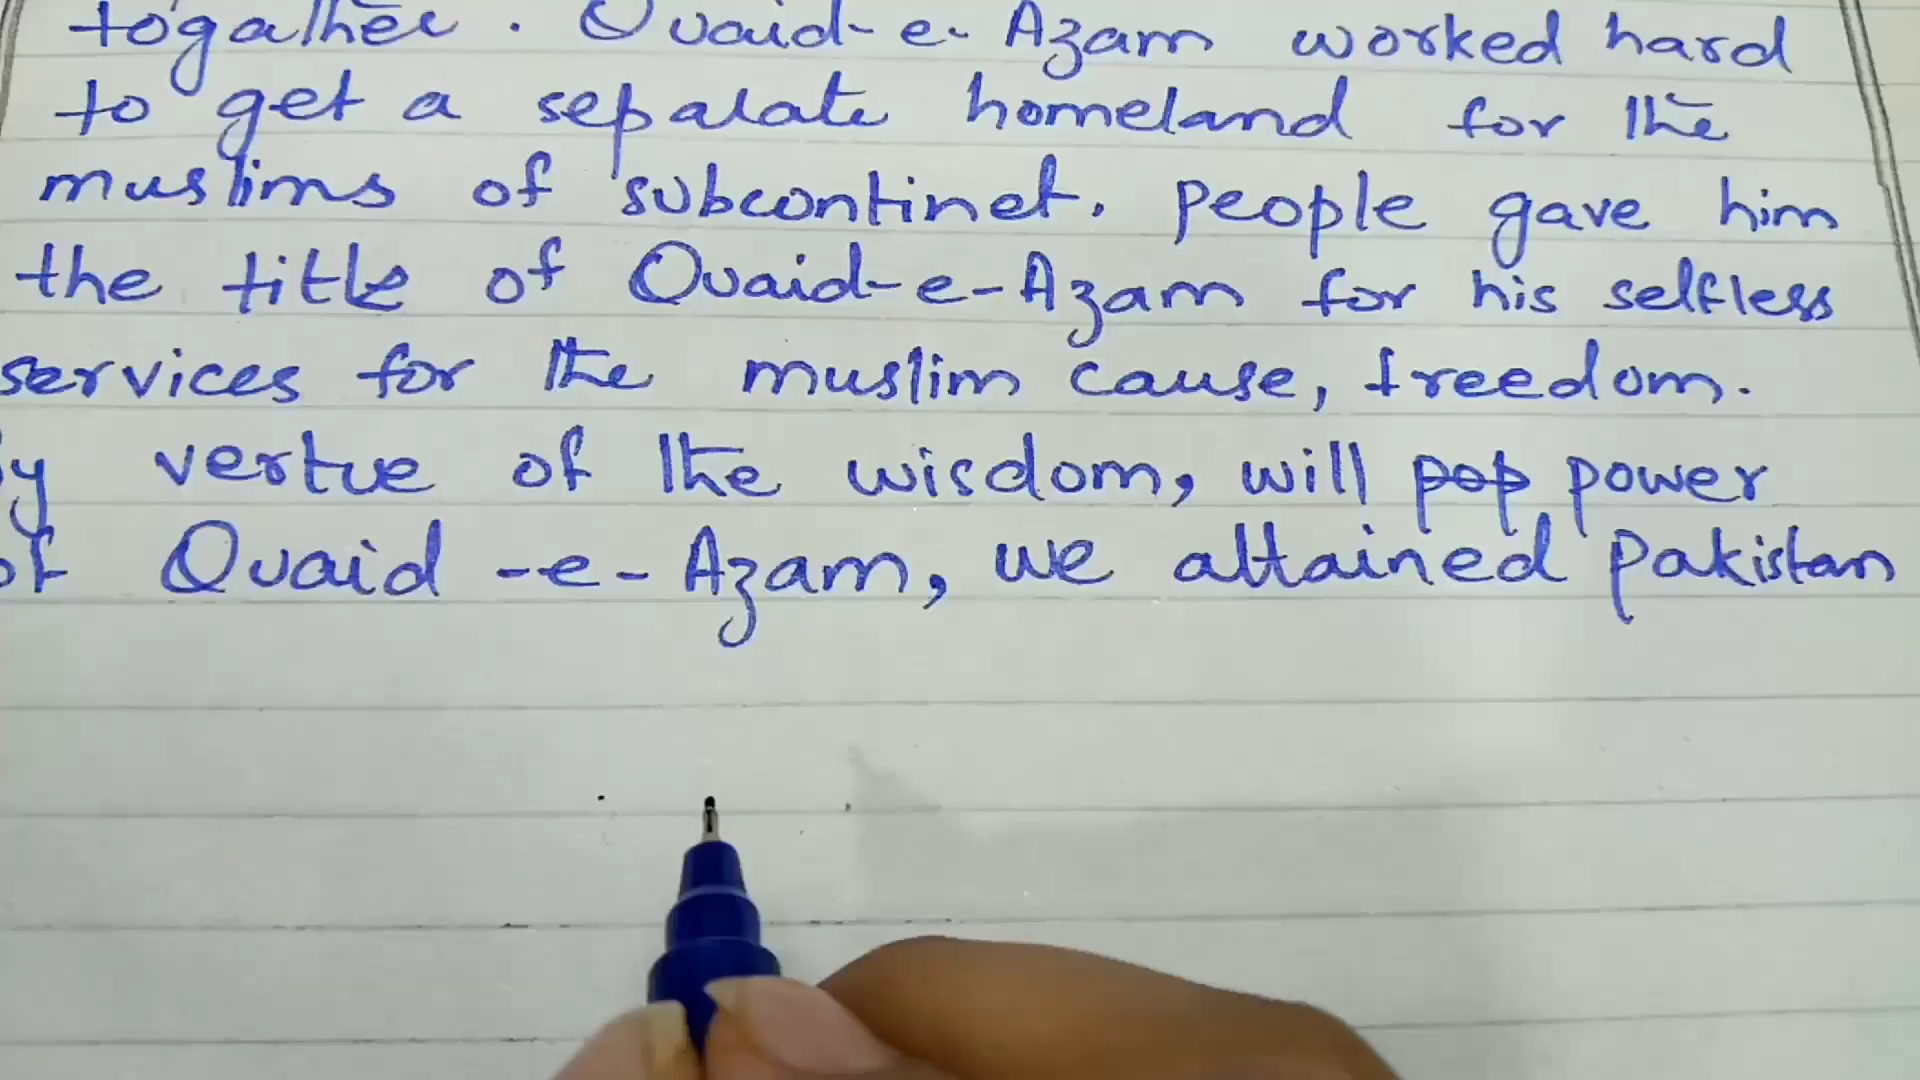 togather. Quaid-e-Azam worked hard
to get a separate homeland for the
muslims of subcontinet. people gave him
the title of Quaid-e-Azam for his selfless
services for the muslim cause, freedom.
vertue of the wisdom, will pop power
of Quaid-e-Azam, we attained Pakistan